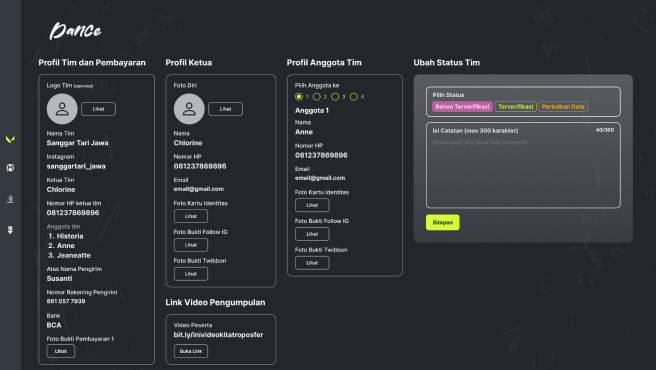 Dance
Profil Tim dan Pembayaran
Logo Tim (opsional)
Lihat
Nama Tim
Sanggar Tari Jawa
Instagram
sanggartari_jawa
Ketua Tim
Chlorine
Nomor HP ketua tim
081237869896
Anggota tim
1. Historia
2. Anne
3. Jeaneatte
Atas Nama Pengirim
Susanti
Nomor Rekening Pengirim
861 057 7939
Bank
BCA
Foto Bukti Pembayaran 1
Lihat
Profil Ketua
Foto Diri
Lihat
Nama
Chlorine
Nomor HP
081237869896
Email
email@gmail.com
Foto Kartu Identitas
Lihat
Foto Bukti Follow IG
Lihat
Foto Bukti Twibbon
Lihat
Link Video Pengumpulan
Video Peserta
bit.ly/inivideokitatroposfer
Buka Link
Profil Anggota Tim
Pilih Anggota ke
1 2 3 4
Anggota 1
Nama
Anne
Nomor HP
081237869896
Email
email@gmail.com
Foto Kartu Identitas
Lihat
Foto Bukti Follow IG
Lihat
Foto Bukti Twibbon
Lihat
Ubah Status Tim
Pilih Status
Belum Terverifikasi Terverifikasi Perbaikan Data
Isi Catatan (max 300 karakter) 40/300
Kosongkan jika tidak ada komentar
Simpan